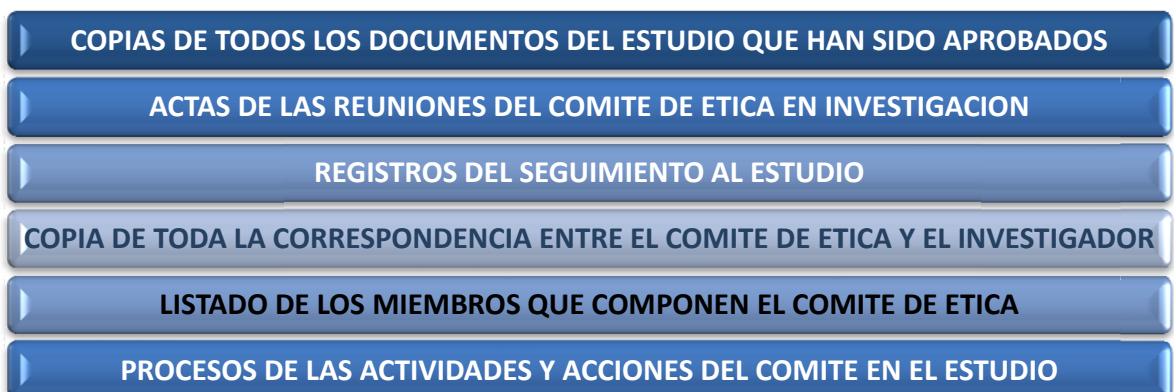 COPIAS DE TODOS LOS DOCUMENTOS DEL ESTUDIO QUE HAN SIDO APROBADOS
ACTAS DE LAS REUNIONES DEL COMITE DE ETICA EN INVESTIGACION
REGISTROS DEL SEGUIMIENTO AL ESTUDIO
COPIA DE TODA LA CORRESPONDENCIA ENTRE EL COMITE DE ETICA Y EL INVESTIGADOR
LISTADO DE LOS MIEMBROS QUE COMPONEN EL COMITE DE ETICA
PROCESOS DE LAS ACTIVIDADES Y ACCIONES DEL COMITE EN EL ESTUDIO